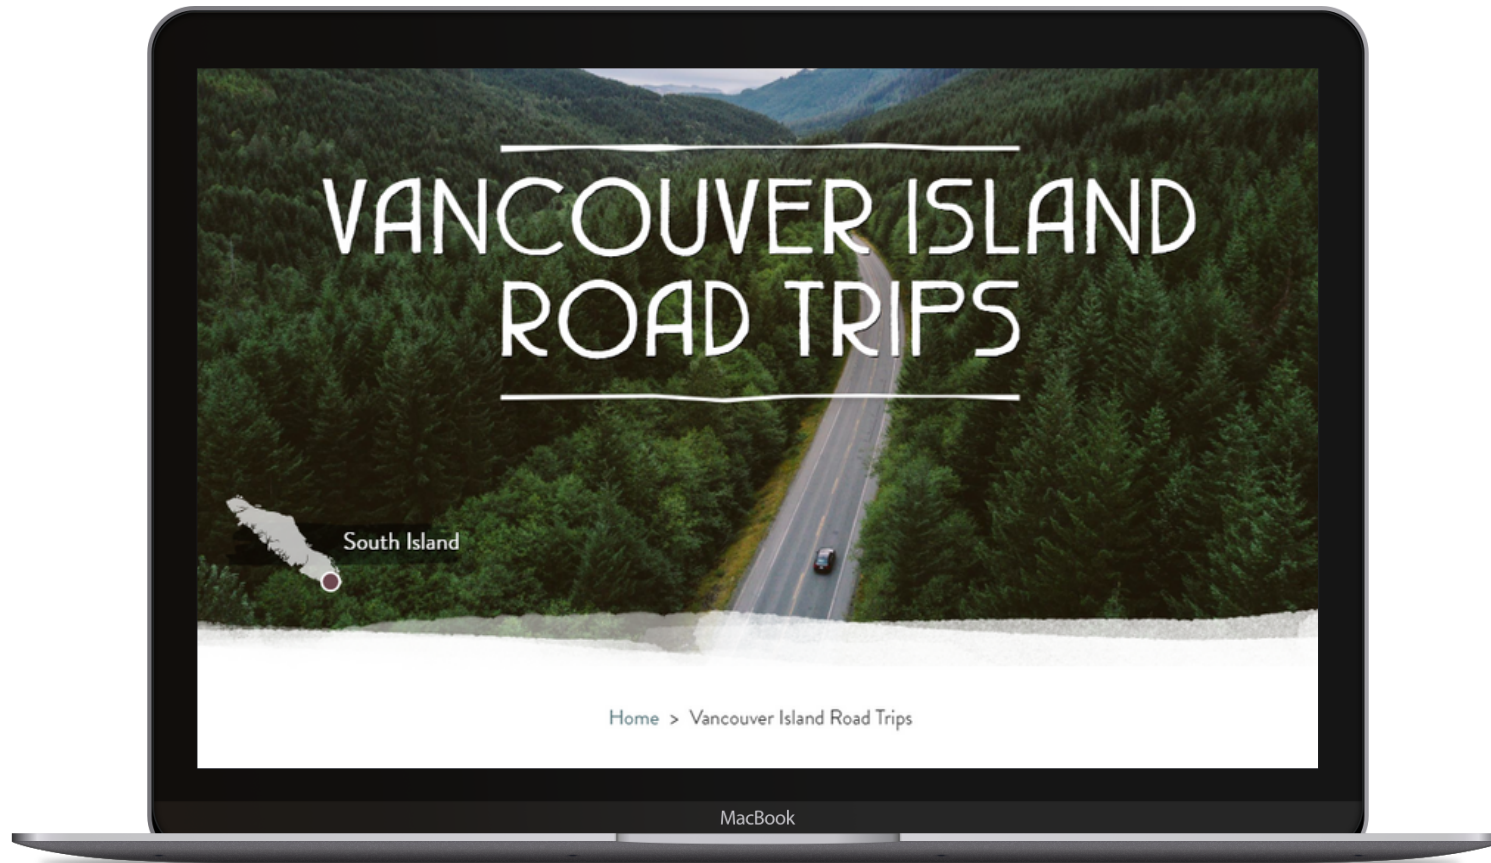 VANCOUVER ISLAND
ROAD TRIPS
South Island
Home > Vancouver Island Road Trips
MacBook